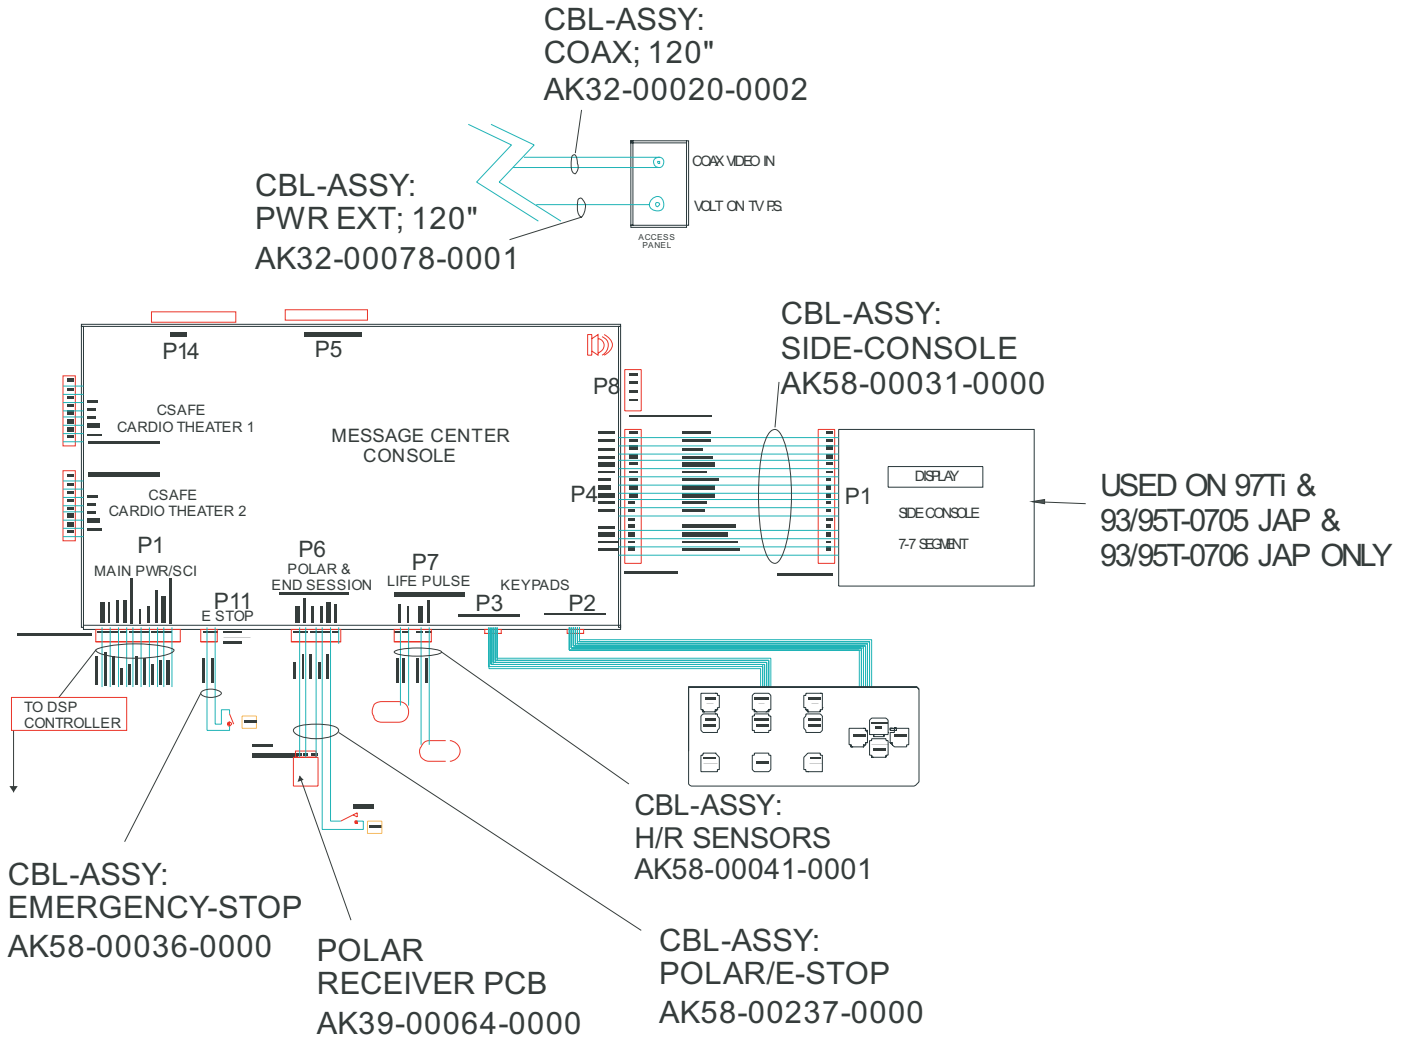 CBL-ASSY:
COAX; 120"
AK32-00020-0002
COAX VIDEO IN
VOLT ON TV P.S.
ACCESS
PANEL
CBL-ASSY:
PWR EXT; 120"
AK32-00078-0001
CBL-ASSY:
SIDE-CONSOLE
AK58-00031-0000
P14
P5
P8
CSAFE
CARDIO THEATER 1
MESSAGE CENTER
CONSOLE
CSAFE
CARDIO THEATER 2
P4
P1
DISPLAY
SIDE CONSOLE
7-7 SEGMENT
USED ON 97Ti &
93/95T-0705 JAP &
93/95T-0706 JAP ONLY
P1
MAIN PWR/SCI
P11
E STOP
P6
POLAR &
END SESSION
P7
LIFE PULSE
KEYPADS
P3
P2
TO DSP
CONTROLLER
CBL-ASSY:
H/R SENSORS
AK58-00041-0001
CBL-ASSY:
EMERGENCY-STOP
AK58-00036-0000
POLAR
RECEIVER PCB
AK39-00064-0000
CBL-ASSY:
POLAR/E-STOP
AK58-00237-0000